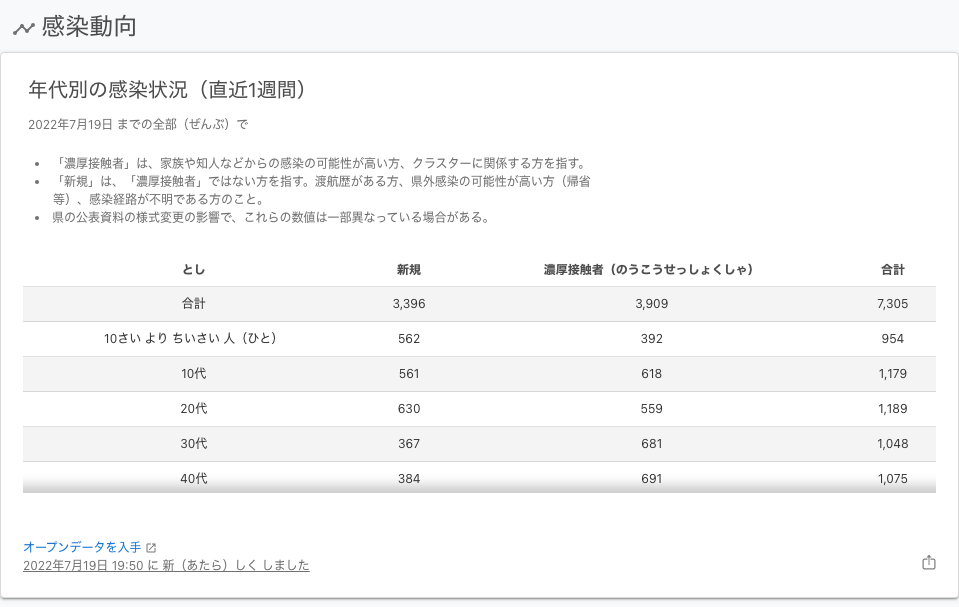 感染動向
年代別の感染状況（直近1週間）
2022年7月19日 までの全部（ぜんぶ）で
• 「濃厚接触者」は、家族や知人などからの感染の可能性が高い方、クラスターに関係する方を指す。
• 「新規」は、「濃厚接触者」ではない方を指す。渡航歴がある方、県外感染の可能性が高い方（帰省
等）、感染経路が不明である方のこと。
• 県の公表資料の様式変更の影響で、これらの数値は一部異なっている場合がある。
とし 新規 濃厚接触者（のうこうせっしょくしゃ） 合計
合計 3,396 3,909 7,305
10さい より ちいさい 人（ひと） 562 392 954
10代 561 618 1,179
20代 630 559 1,189
30代 367 681 1,048
40代 384 691 1,075
オープンデータを入手
2022年7月19日 19:50 に 新（あたら）しく しました